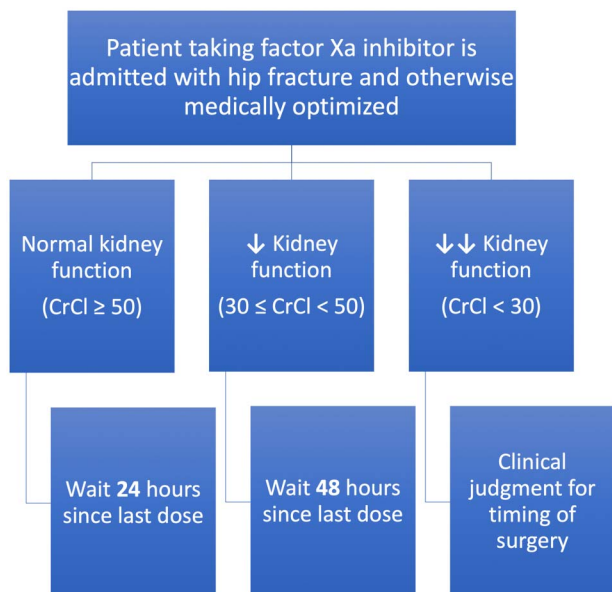 Patient taking factor Xa inhibitor is
admitted with hip fracture and otherwise
medically optimized
Normal kidney
function
(CrCl ≥ 50)
↓ Kidney
function
(30 ≤ CrCl < 50)
↓↓ Kidney
function
(CrCl < 30)
Wait 24 hours
since last dose
Wait 48 hours
since last dose
Clinical
judgment for
timing of
surgery